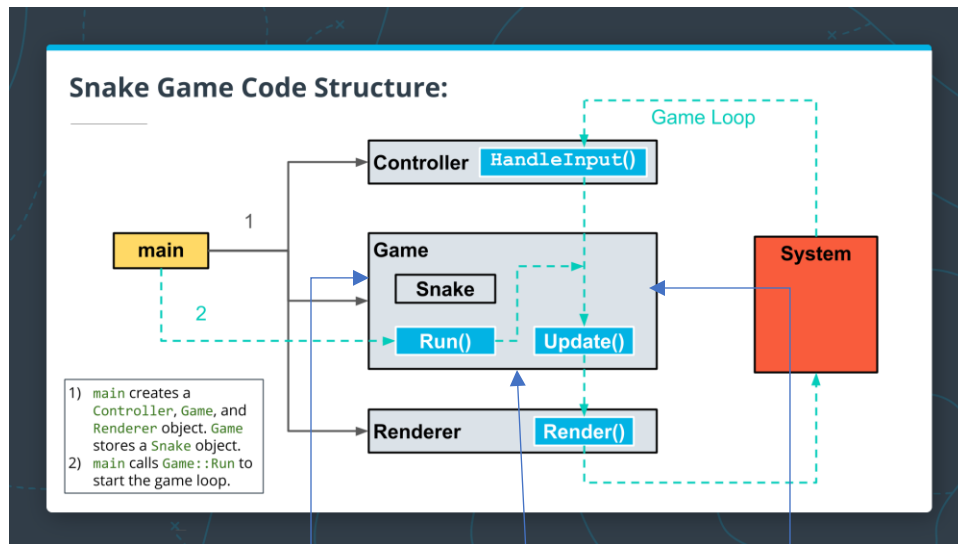 Snake Game Code Structure:
Game Loop
Controller
HandleInput()
1
main
Game
System
Snake
2
Run()
Update()
1) main creates a
Controller, Game, and
Renderer object. Game
stores a Snake object.
2) main calls Game::Run to
start the game loop.
Renderer
Render()